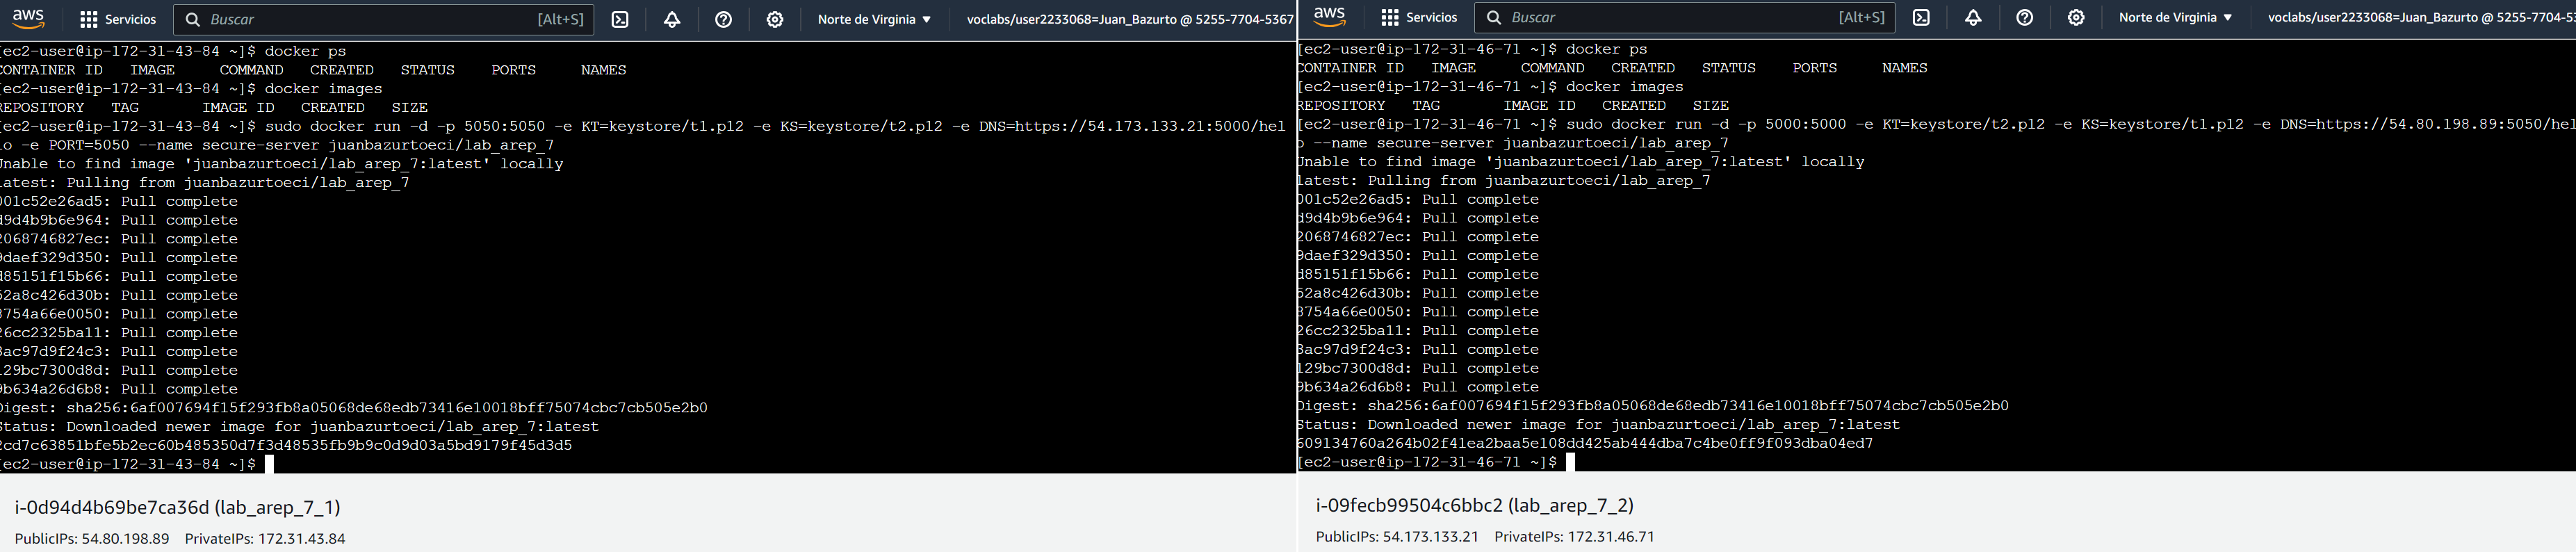 aws Servicios Buscar [Alt+S] Norte de Virginia ▼ voclabs/user2233068=Juan_Bazurto @ 5255-7704-5367
[ec2-user@ip-172-31-43-84 ~]$ docker ps
CONTAINER ID IMAGE COMMAND CREATED STATUS PORTS NAMES
[ec2-user@ip-172-31-43-84 ~]$ docker images
REPOSITORY TAG IMAGE ID CREATED SIZE
[ec2-user@ip-172-31-43-84 ~]$ sudo docker run -d -p 5050:5050 -e KT=keystore/t1.p12 -e KS=keystore/t2.p12 -e DNS=https://54.173.133.21:5000/hel
lo -e PORT=5050 --name secure-server juanbazurtoeci/lab_arep_7
Unable to find image 'juanbazurtoeci/lab_arep_7:latest' locally
latest: Pulling from juanbazurtoeci/lab_arep_7
001c52e26ad5: Pull complete
d9d4b9b6e964: Pull complete
2068746827ec: Pull complete
9daef329d350: Pull complete
d85151f15b66: Pull complete
52a8c426d30b: Pull complete
8754a66e0050: Pull complete
26cc2325ba11: Pull complete
3ac97d9f24c3: Pull complete
129bc7300d8d: Pull complete
9b634a26d6b8: Pull complete
Digest: sha256:6af007694f15f293fb8a05068de68edb73416e10018bff75074cbc7cb505e2b0
Status: Downloaded newer image for juanbazurtoeci/lab_arep_7:latest
2cd7c63851bfe5b2ec60b485350d7f3d48535fb9b9c0d9d03a5bd9179f45d3d5
[ec2-user@ip-172-31-43-84 ~]$
i-0d94d4b69be7ca36d (lab_arep_7_1)
PublicIPs: 54.80.198.89 PrivateIPs: 172.31.43.84
aws Servicios Buscar [Alt+S] Norte de Virginia ▼ voclabs/user2233068=Juan_Bazurto @ 5255-7704-53
[ec2-user@ip-172-31-46-71 ~]$ docker ps
CONTAINER ID IMAGE COMMAND CREATED STATUS PORTS NAMES
[ec2-user@ip-172-31-46-71 ~]$ docker images
REPOSITORY TAG IMAGE ID CREATED SIZE
[ec2-user@ip-172-31-46-71 ~]$ sudo docker run -d -p 5000:5000 -e KT=keystore/t2.p12 -e KS=keystore/t1.p12 -e DNS=https://54.80.198.89:5050/hel
o --name secure-server juanbazurtoeci/lab_arep_7
Unable to find image 'juanbazurtoeci/lab_arep_7:latest' locally
latest: Pulling from juanbazurtoeci/lab_arep_7
001c52e26ad5: Pull complete
d9d4b9b6e964: Pull complete
2068746827ec: Pull complete
9daef329d350: Pull complete
d85151f15b66: Pull complete
52a8c426d30b: Pull complete
8754a66e0050: Pull complete
26cc2325ba11: Pull complete
3ac97d9f24c3: Pull complete
129bc7300d8d: Pull complete
9b634a26d6b8: Pull complete
Digest: sha256:6af007694f15f293fb8a05068de68edb73416e10018bff75074cbc7cb505e2b0
Status: Downloaded newer image for juanbazurtoeci/lab_arep_7:latest
609134760a264b02f41ea2baa5e108dd425ab444dba7c4be0ff9f093dba04ed7
[ec2-user@ip-172-31-46-71 ~]$
i-09fecb99504c6bbc2 (lab_arep_7_2)
PublicIPs: 54.173.133.21 PrivateIPs: 172.31.46.71